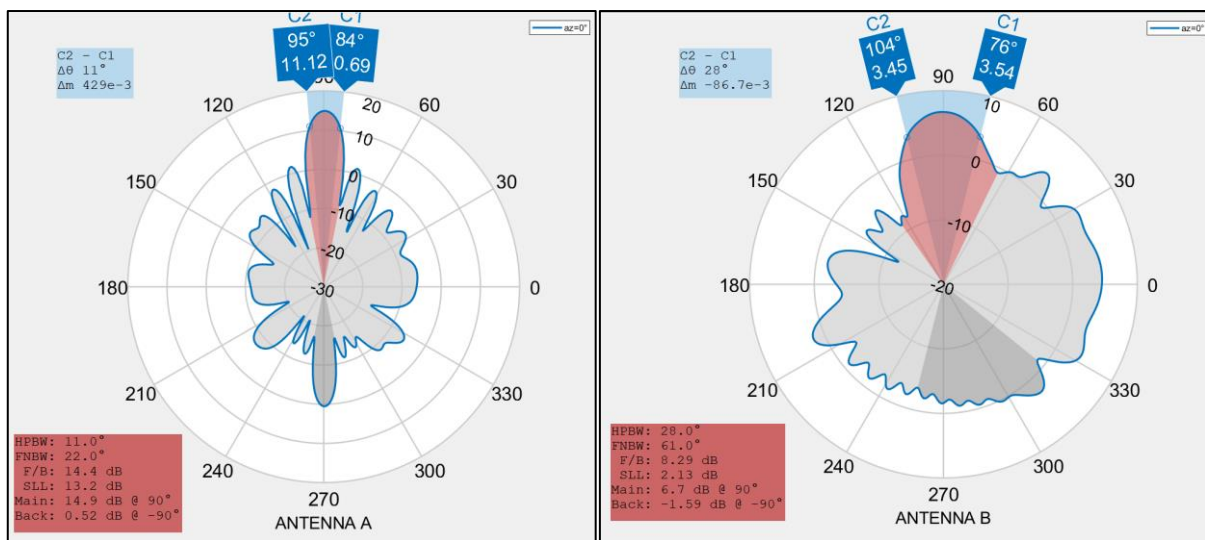 C2 C1
95° 84°
11.12 0.69
az=0°
C2 - C1
Δθ 11°
Δm 429e-3
120
20
60
10
150
0
30
-10
-20
180
-30
0
210
330
240
300
270
HPBW: 11.0°
FNBW: 22.0°
F/B: 14.4 dB
SLL: 13.2 dB
Main: 14.9 dB @ 90°
Back: 0.52 dB @ -90°
ANTENNA A
C2 C1
104° 76°
3.45 3.54
az=0°
C2 - C1
Δθ 28°
Δm -86.7e-3
90
120
10
60
0
150
30
-10
180
-20
0
210
330
240
300
270
HPBW: 28.0°
FNBW: 61.0°
F/B: 8.29 dB
SLL: 2.13 dB
Main: 6.7 dB @ 90°
Back: -1.59 dB @ -90°
ANTENNA B